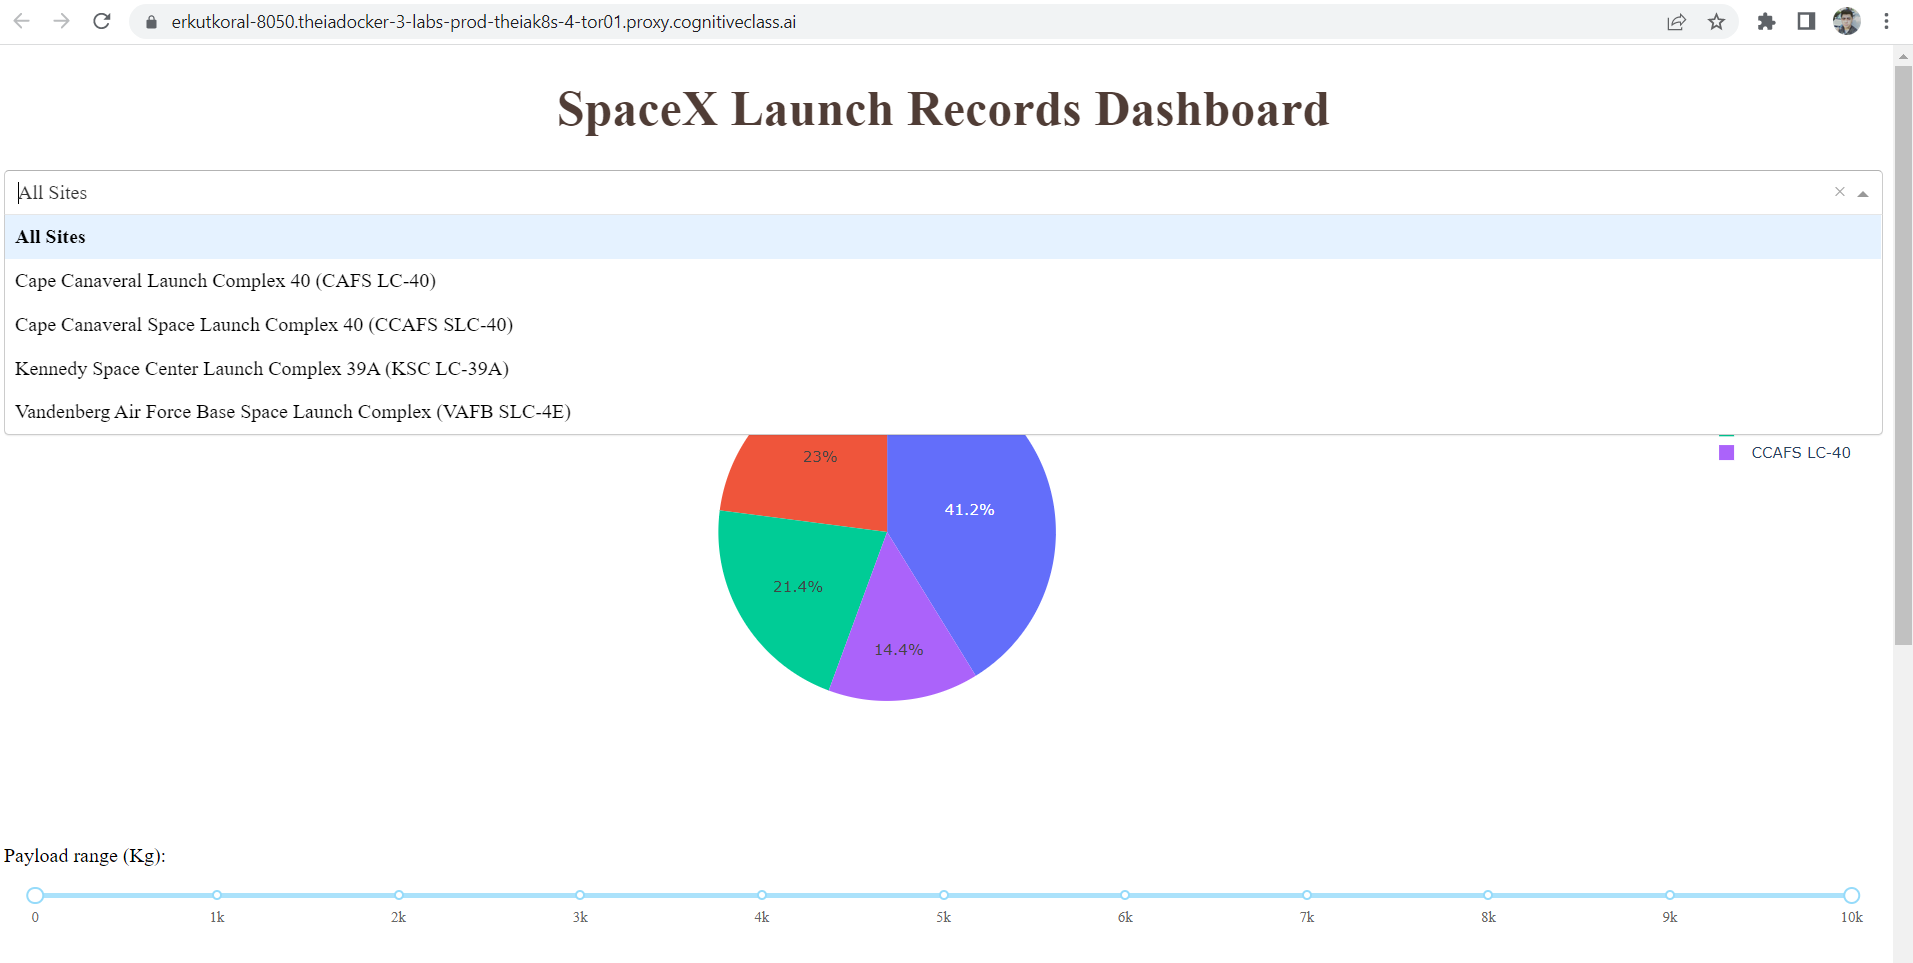 erkutkoral-8050.theiadocker-3-labs-prod-theiak8s-4-tor01.proxy.cognitiveclass.ai
SpaceX Launch Records Dashboard
All Sites
All Sites
Cape Canaveral Launch Complex 40 (CAFS LC-40)
Cape Canaveral Space Launch Complex 40 (CCAFS SLC-40)
Kennedy Space Center Launch Complex 39A (KSC LC-39A)
Vandenberg Air Force Base Space Launch Complex (VAFB SLC-4E)
CCAFS LC-40
23%
41.2%
21.4%
14.4%
Payload range (Kg):
0 1k 2k 3k 4k 5k 6k 7k 8k 9k 10k